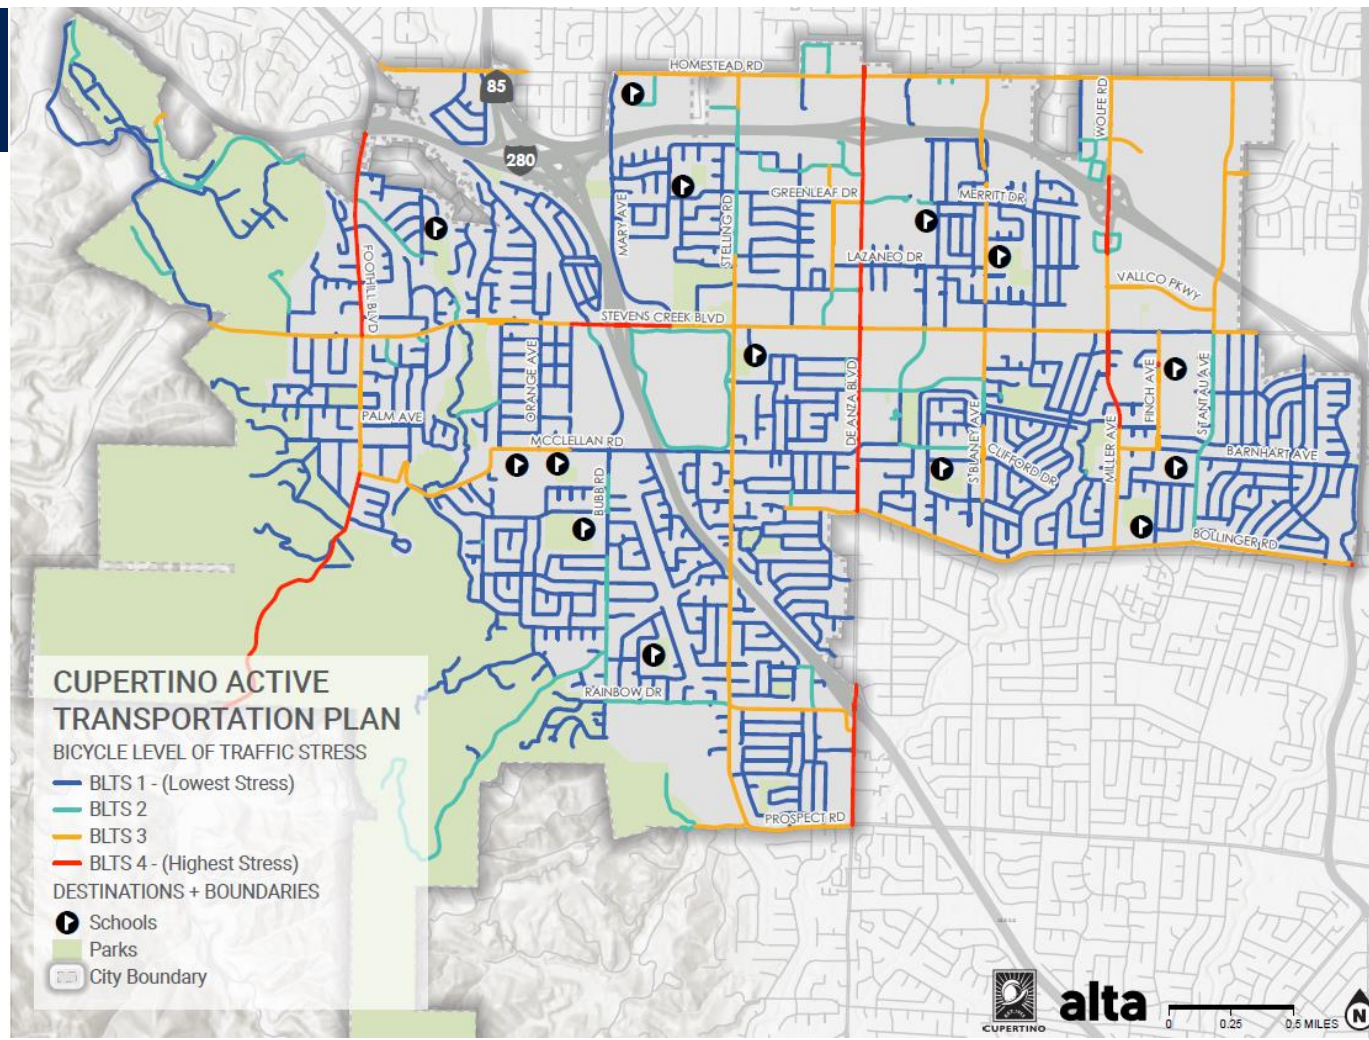 HOMESTEAD RD
85
280
WOLFE RD
GREENLEAF DR
MERRITT DR
MARY AVE
STELLING RD
FOOTHILL BLVD
LAZANEO DR
VALLCO PKWY
STEVENS CREEK BLVD
ORANGE AVE
DE ANZA BLVD
FINCH AVE
S TANTAU AVE
PALM AVE
MCCLELLAN RD
S BLANEY AVE
MILLER AVE
CLIFFORD DR
BARNHART AVE
BUBB RD
BOLLINGER RD
RAINBOW DR
PROSPECT RD
CUPERTINO ACTIVE
TRANSPORTATION PLAN
BICYCLE LEVEL OF TRAFFIC STRESS
BLTS 1 - (Lowest Stress)
BLTS 2
BLTS 3
BLTS 4 - (Highest Stress)
DESTINATIONS + BOUNDARIES
Schools
Parks
City Boundary
CUPERTINO
alta
0 0.25 0.5 MILES
N